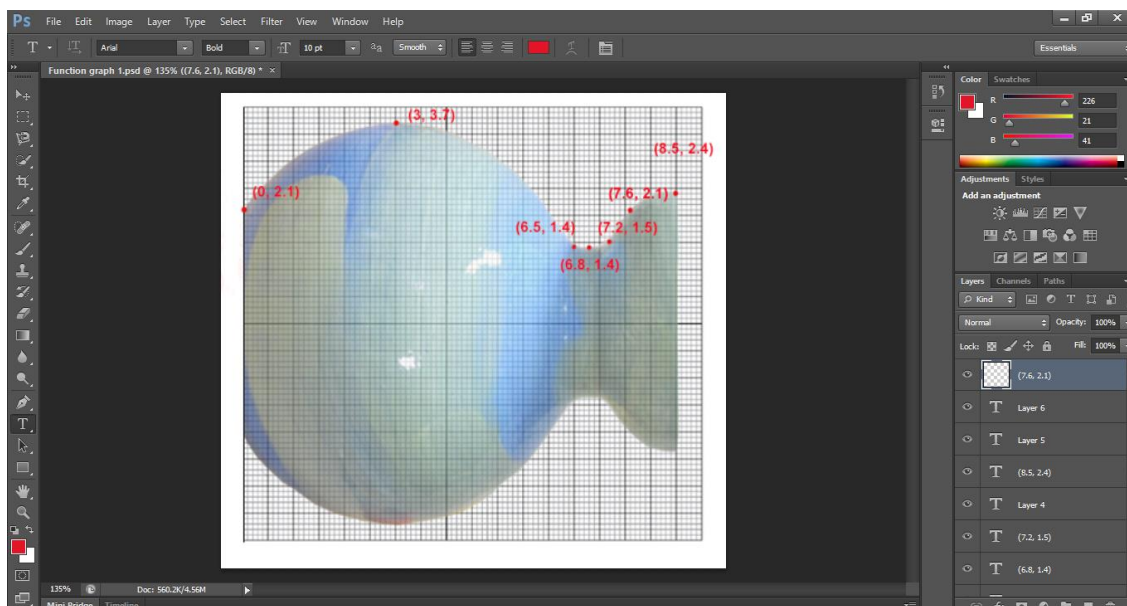 Ps File Edit Image Layer Type Select Filter View Window Help
T Arial Bold 10 pt Smooth Essentials
Function graph 1.psd @ 135% ((7.6, 2.1), RGB/8) * ×
(3, 3.7)
(8.5, 2.4)
(0, 2.1)
(7.6, 2.1)
(6.5, 1.4)
(7.2, 1.5)
(6.8, 1.4)
Color Swatches
R 226
G 21
B 41
Adjustments Styles
Add an adjustment
Layers Channels Paths
Kind
Normal Opacity: 100%
Lock: Fill: 100%
(7.6, 2.1)
T Layer 6
T Layer 5
T (8.5, 2.4)
T Layer 4
T (7.2, 1.5)
T (6.8, 1.4)
135% Doc: 560.2K/4.56M
Mini Bridge Timeline